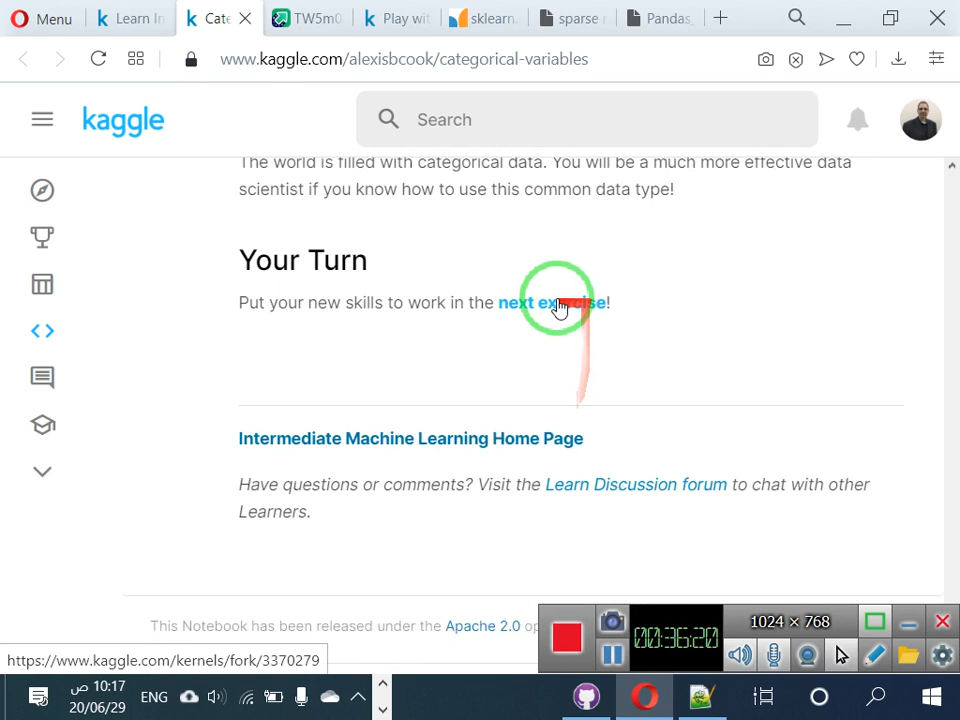 Menu
Learn In
Cate
TW5m0
Play wit
sklearn.
sparse
Pandas_
www.kaggle.com/alexisbcook/categorical-variables
kaggle
Search
The world is filled with categorical data. You will be a much more effective data
scientist if you know how to use this common data type!
Your Turn
Put your new skills to work in the next exercise!
Intermediate Machine Learning Home Page
Have questions or comments? Visit the Learn Discussion forum to chat with other
Learners.
This Notebook has been released under the Apache 2.0 op
https://www.kaggle.com/kernels/fork/3370279
00:36:20
1024 × 768
10:17 ص
20/06/29
ENG